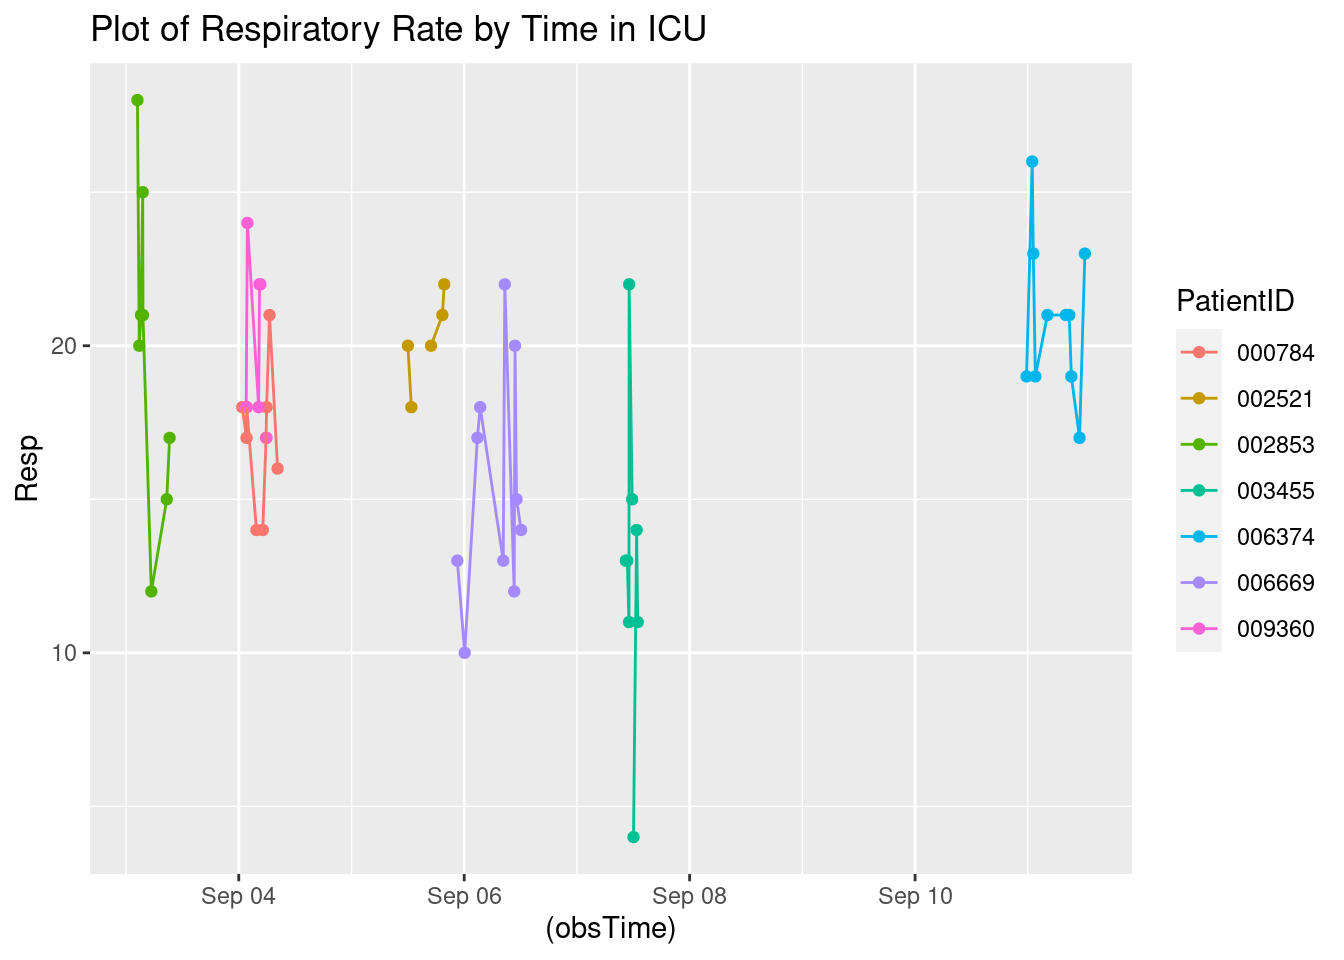 Plot of Respiratory Rate by Time in ICU
20
10
Resp
Sep 04
Sep 06
Sep 08
Sep 10
(obsTime)
PatientID
000784
002521
002853
003455
006374
006669
009360